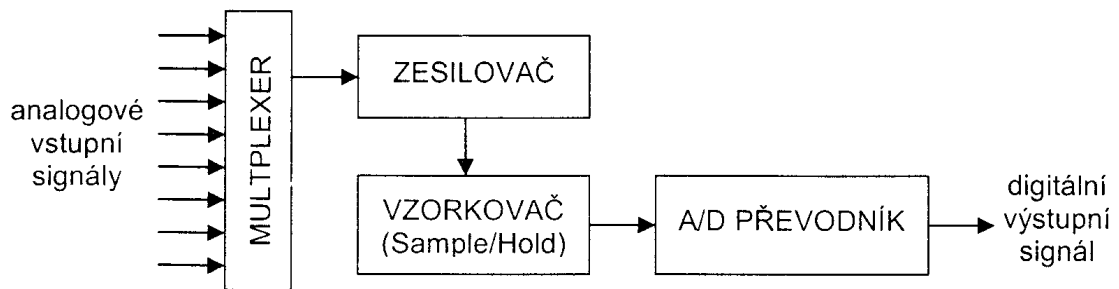 analogové
vstupní
signály
MULTPLEXER
ZESILOVAČ
VZORKOVAČ
(Sample/Hold)
A/D PŘEVODNÍK
digitální
výstupní
signál